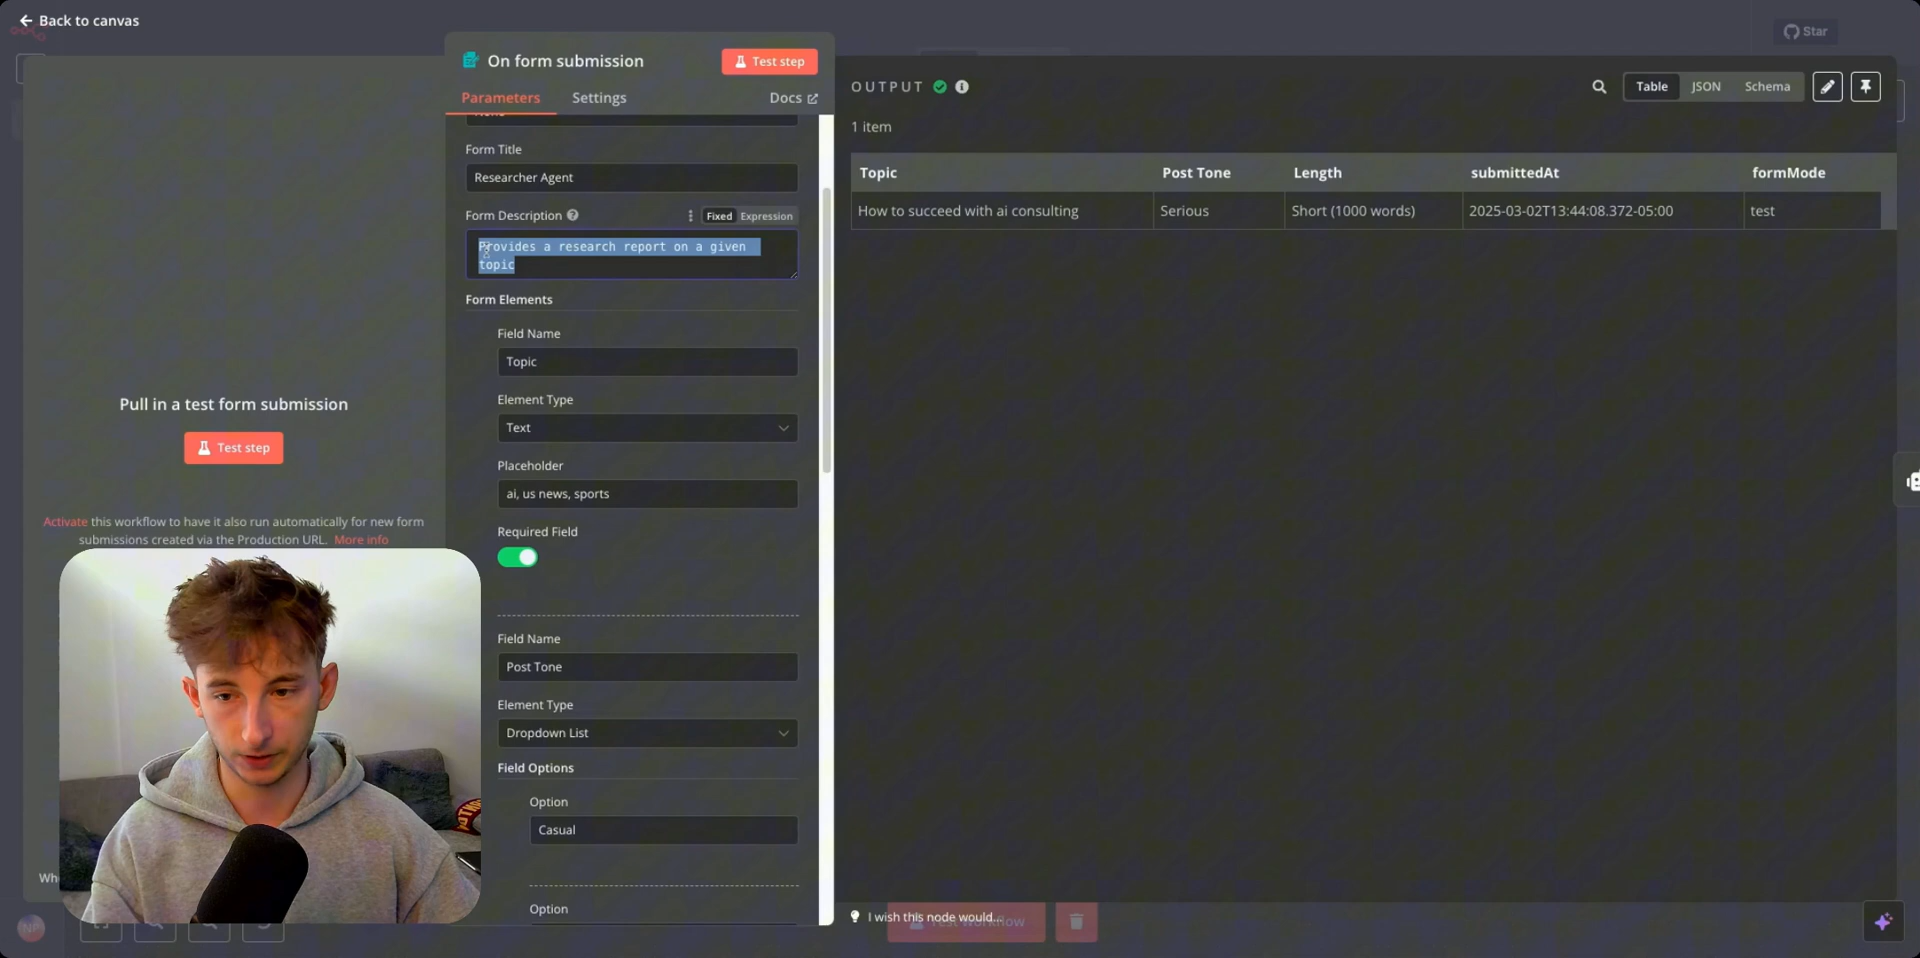 Back to canvas
Star
On form submission
Test step
Parameters
Settings
Docs
Form Title
Researcher Agent
Form Description
Fixed
Expression
Provides a research report on a given
topic
Form Elements
Field Name
Topic
Element Type
Text
Placeholder
ai, us news, sports
Required Field
Field Name
Post Tone
Element Type
Dropdown List
Field Options
Option
Casual
Option
Pull in a test form submission
Test step
Activate this workflow to have it also run automatically for new form
submissions created via the Production URL. More info
OUTPUT
Table
JSON
Schema
1 item
Topic
Post Tone
Length
submittedAt
formMode
How to succeed with ai consulting
Serious
Short (1000 words)
2025-03-02T13:44:08.372-05:00
test
I wish this node would...
NP